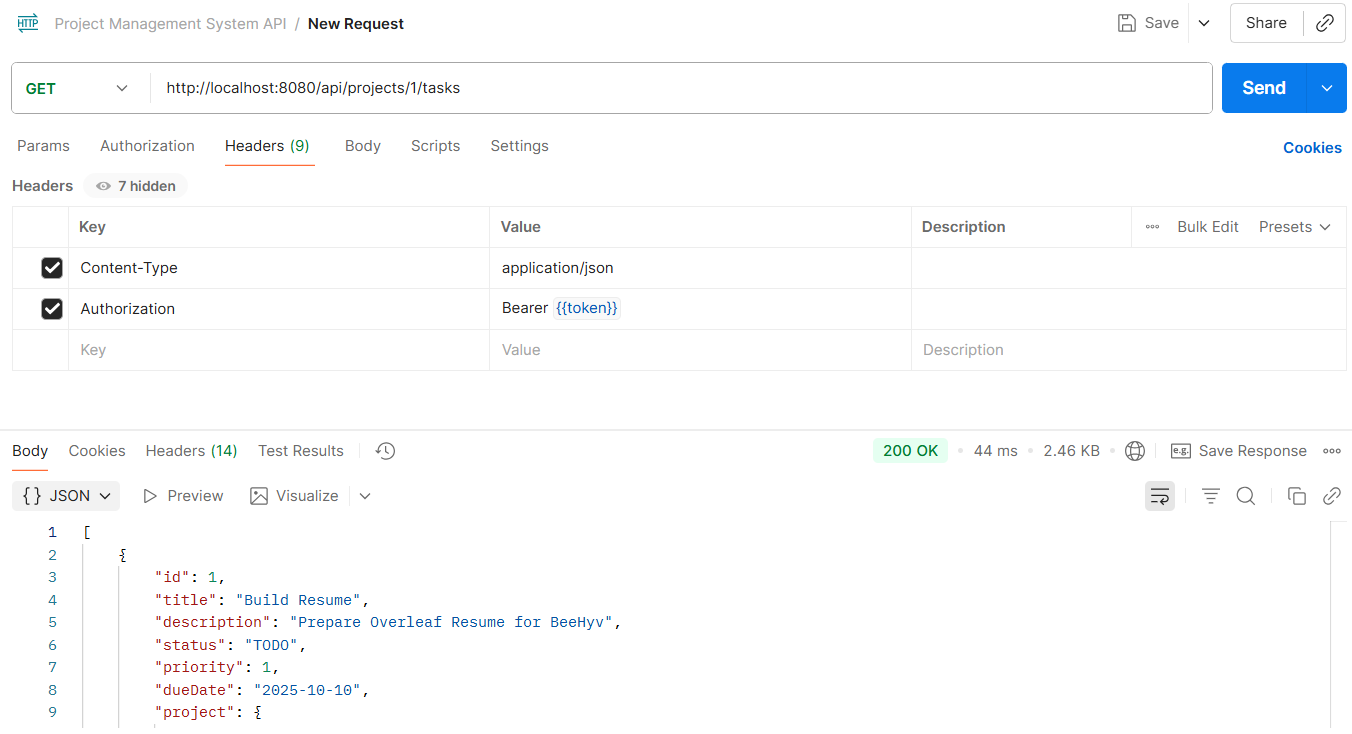 HTTP Project Management System API / New Request Save Share
GET http://localhost:8080/api/projects/1/tasks Send
Params Authorization Headers (9) Body Scripts Settings Cookies
Headers 7 hidden
Key Value Description Bulk Edit Presets
Content-Type application/json
Authorization Bearer {{token}}
Key Value Description
Body Cookies Headers (14) Test Results 200 OK • 44 ms • 2.46 KB • e.g. Save Response
{} JSON Preview Visualize
1 [
2 {
3 "id": 1,
4 "title": "Build Resume",
5 "description": "Prepare Overleaf Resume for BeeHyv",
6 "status": "TODO",
7 "priority": 1,
8 "dueDate": "2025-10-10",
9 "project": {